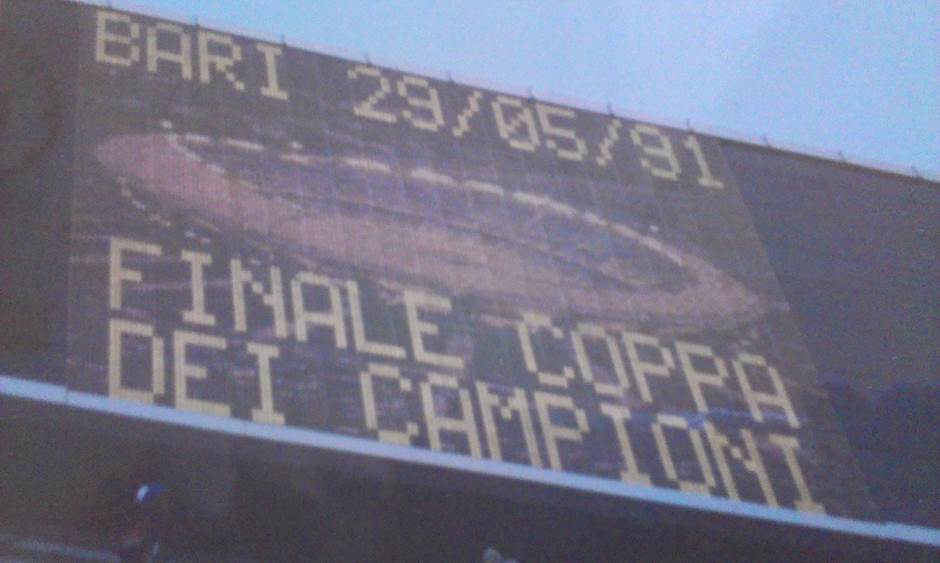 BARI 29/05/91
FINALE COPPA
DEI CAMPIONI